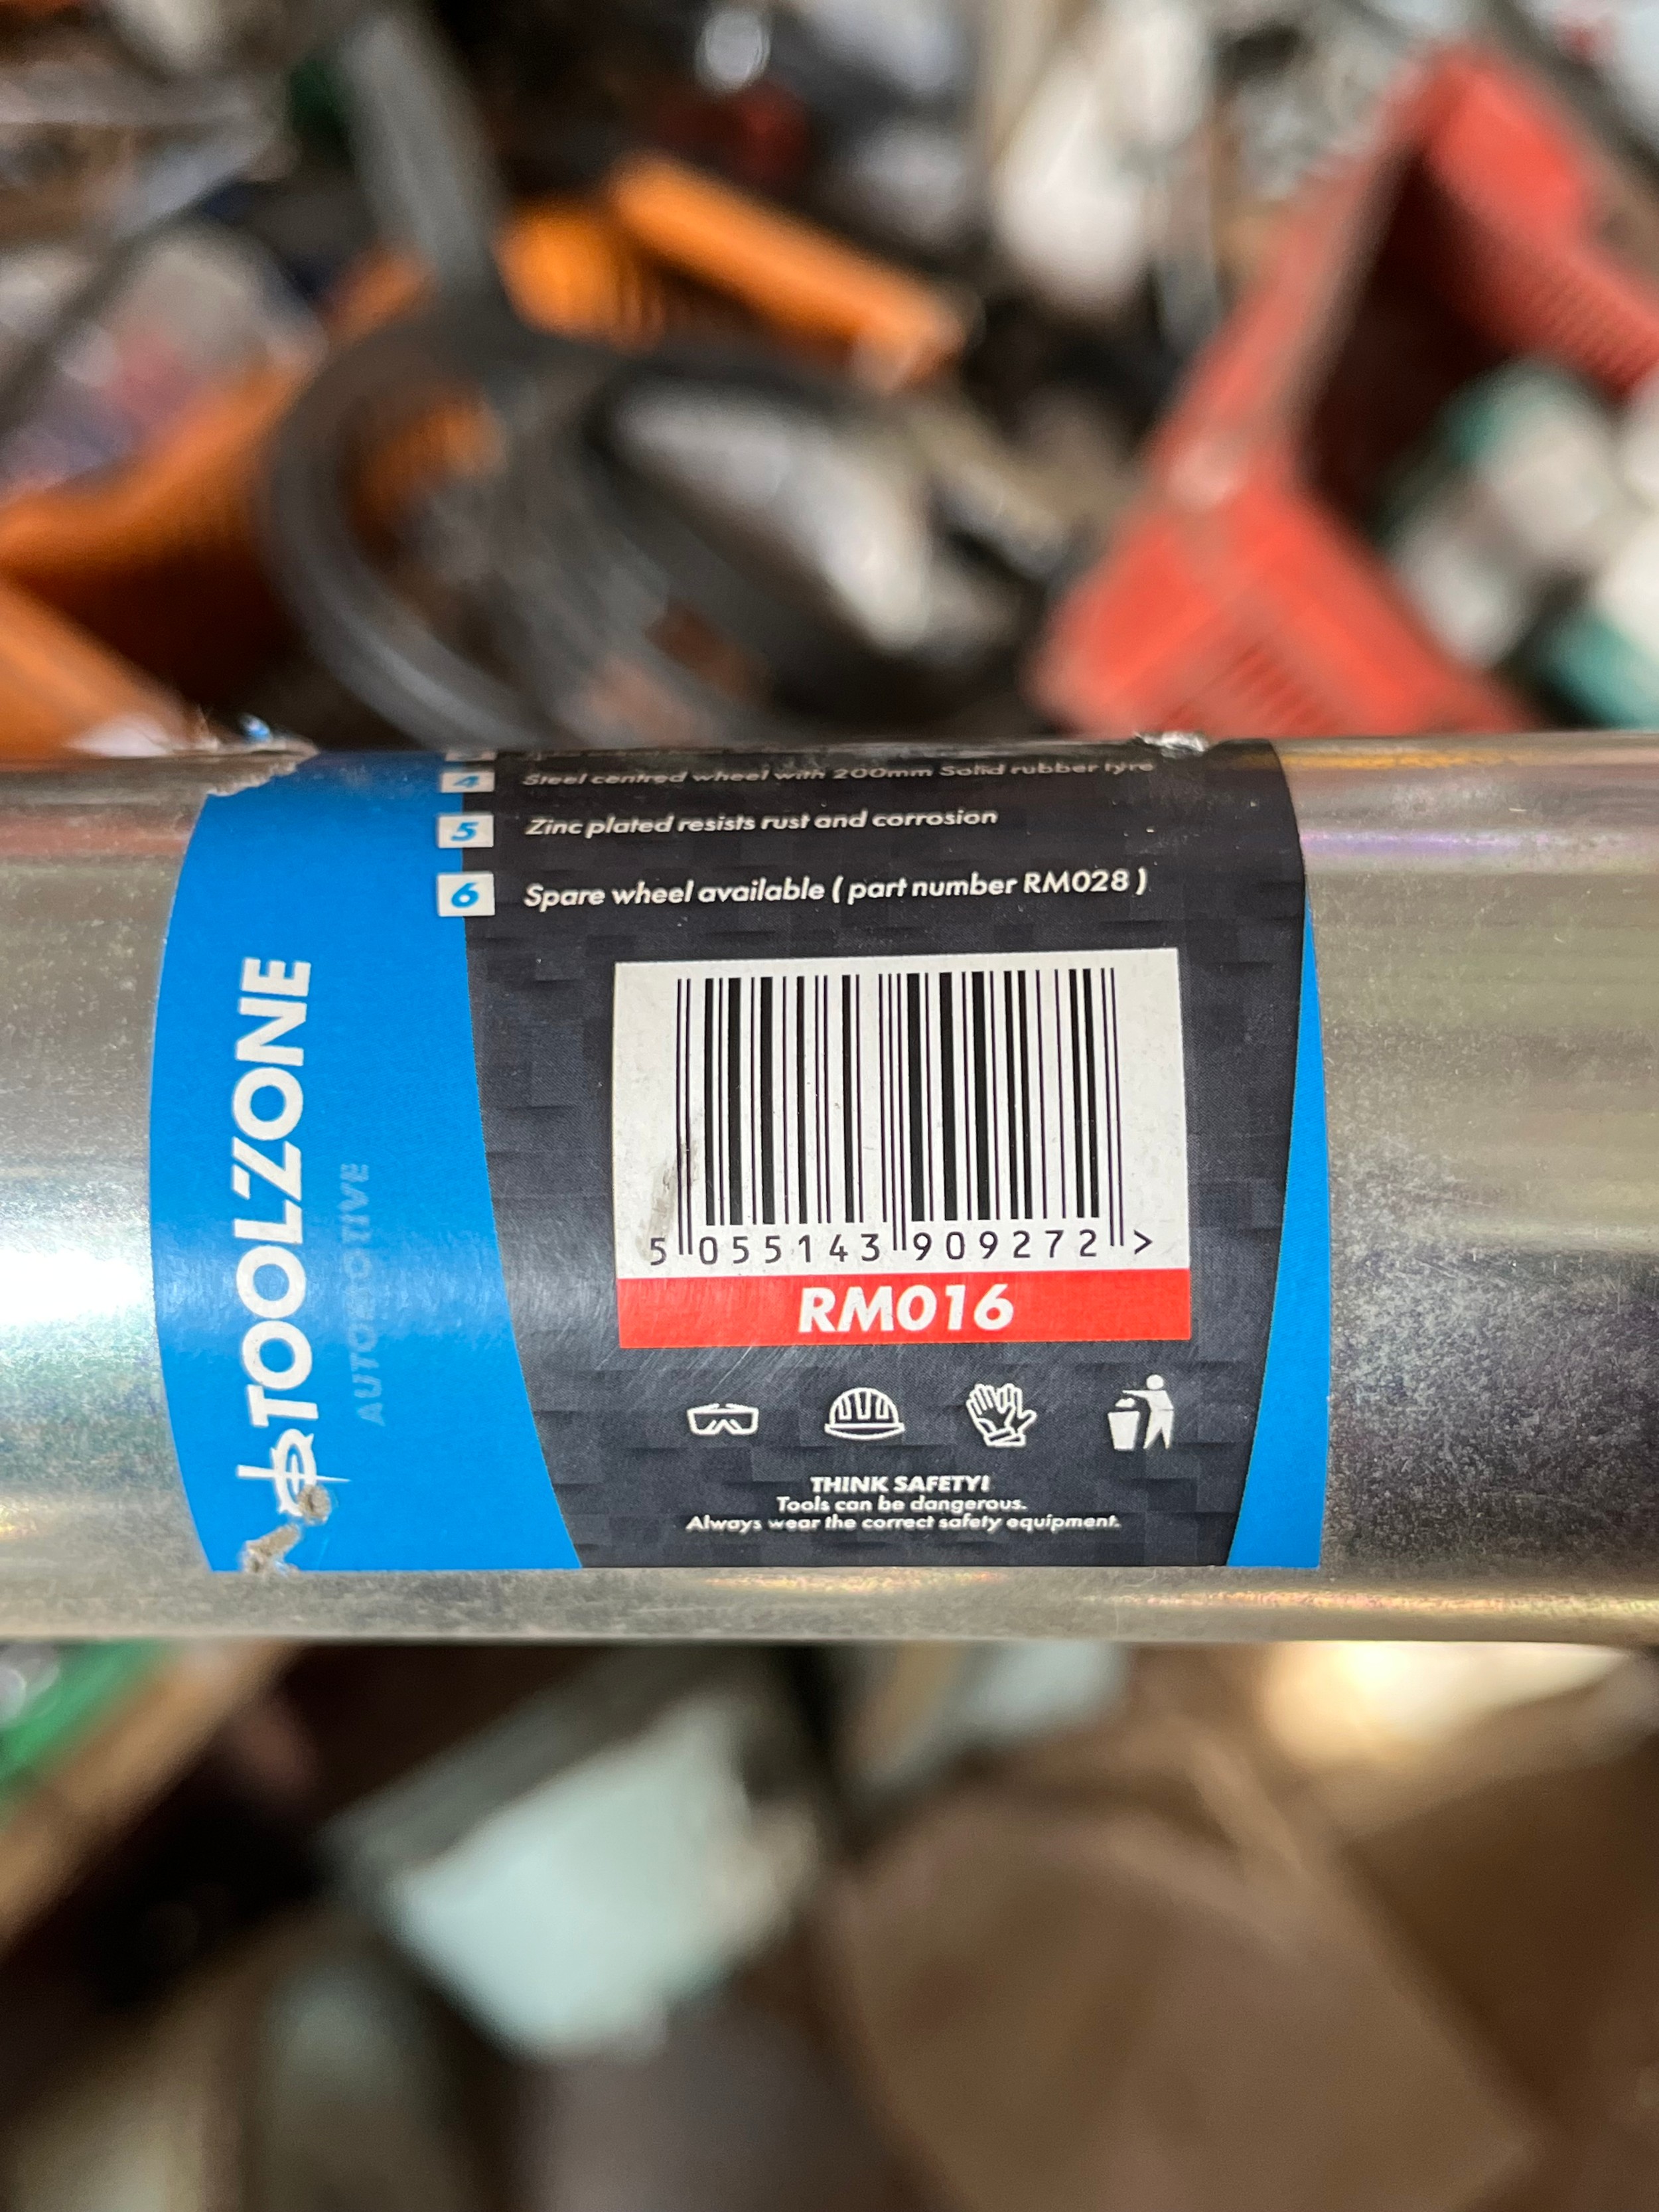 4 Steel centred wheel with 200mm Solid rubber tyre
5 Zinc plated resists rust and corrosion
6 Spare wheel available ( part number RM028 )
TOOLZONE
AUTOMOTIVE
5 055143 909272 >
RM016
THINK SAFETY!
Tools can be dangerous.
Always wear the correct safety equipment.